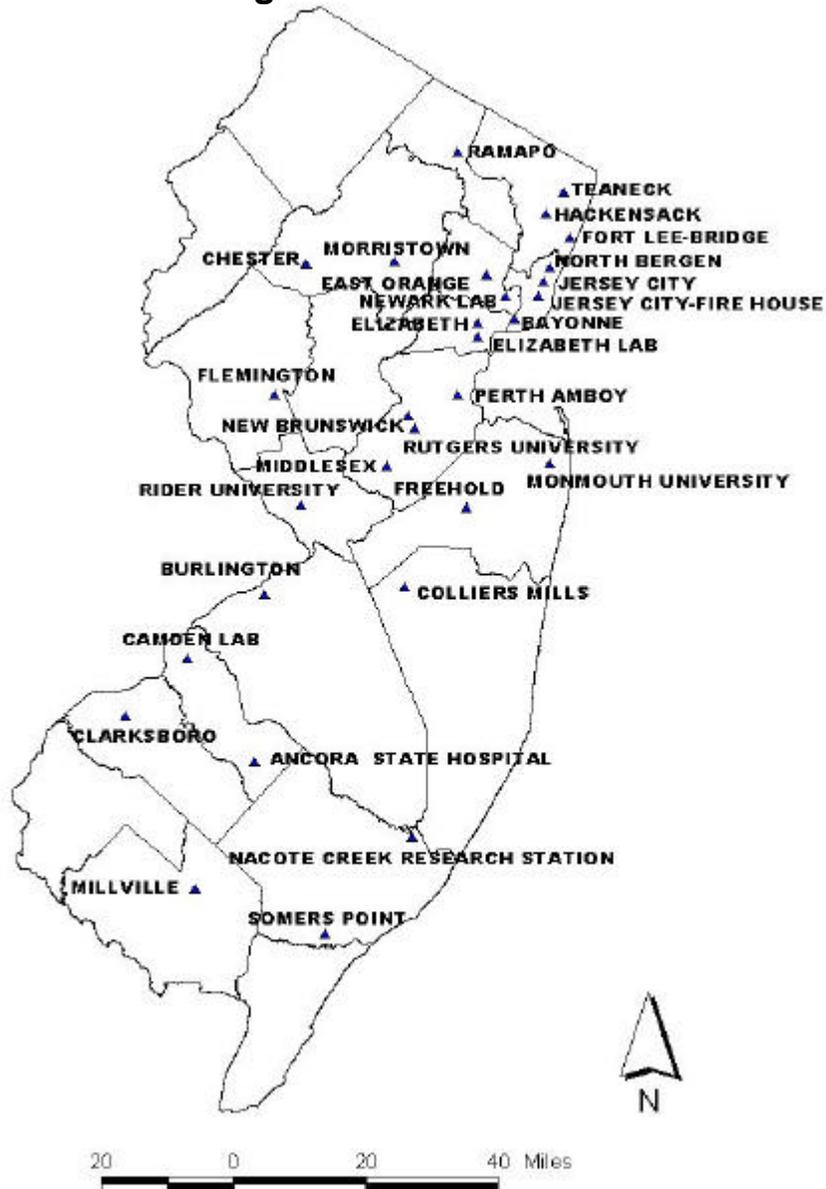 RAMAPO
TEANECK
HACKENSACK
FORT LEE-BRIDGE
CHESTER
MORRISTOWN
NORTH BERGEN
EAST ORANGE
JERSEY CITY
NEWARK LAB
JERSEY CITY-FIRE HOUSE
ELIZABETH
BAYONNE
ELIZABETH LAB
FLEMINGTON
PERTH AMBOY
NEW BRUNSWICK
RUTGERS UNIVERSITY
MIDDLESEX
MONMOUTH UNIVERSITY
RIDER UNIVERSITY
FREEHOLD
BURLINGTON
COLLIERS MILLS
CAMDEN LAB
CLARKSBORO
ANCORA STATE HOSPITAL
NACOTE CREEK RESEARCH STATION
MILLVILLE
SOMERS POINT
N
20 0 20 40 Miles